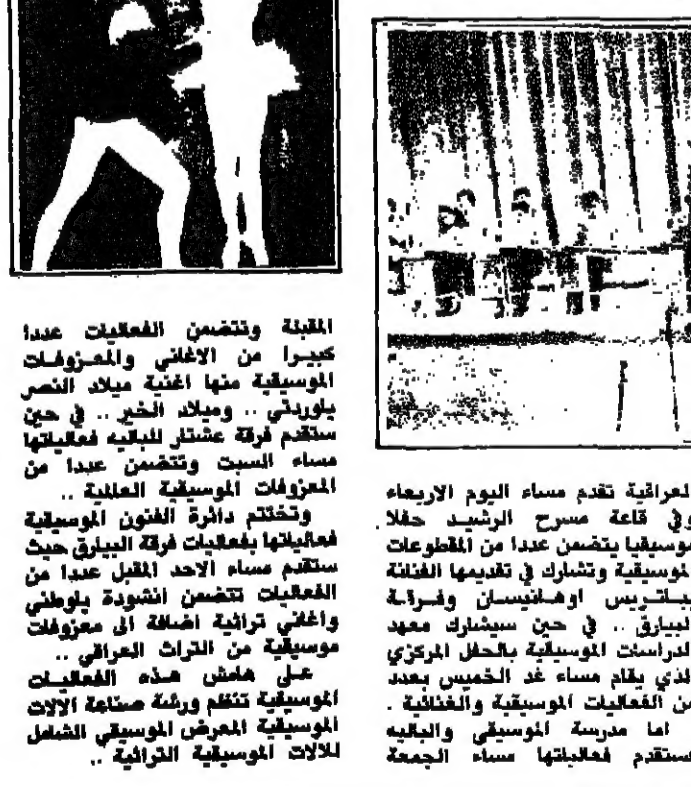 العراقية تقدم مساء اليوم الاربعاء
وفي قاعة مسرح الرشيد حفلا
موسيقيا يتضمن عددا من المقطوعات
الموسيقية وتشارك في تقديمها الفنانة
بياتريس اوهانيسان وفرقة
البيارق .. في حين سيشارك معهد
الدراسات الموسيقية بالحفل المركزي
الذي يقام مساء غد الخميس بعدد
من الفعاليات الموسيقية والغنائية .
اما مدرسة الموسيقى والباليه
فستقدم فعالياتها مساء الجمعة
المقبلة وتتضمن الفعاليات عددا
كبيرا من الاغاني والمعزوفات
الموسيقية منها اغنية ميلاد النصر
ياوردتي .. وميلاد الخير .. في حين
ستقدم فرقة عشتار للباليه فعالياتها
مساء السبت وتتضمن عددا من
المعزوفات الموسيقية العالمية ..
وتختتم دائرة الفنون الموسيقية
فعالياتها بفعاليات فرقة البيارق حيث
ستقدم مساء الاحد المقبل عددا من
الفعاليات تتضمن انشودة ياوطني
واغاني تراثية اضافة الى معزوفات
موسيقية من التراث العراقي ..
على هامش هذه الفعاليات
الموسيقية تنظم ورشة صناعة الالات
الموسيقية المعرض الموسيقي الشامل
للالات الموسيقية التراثية ..